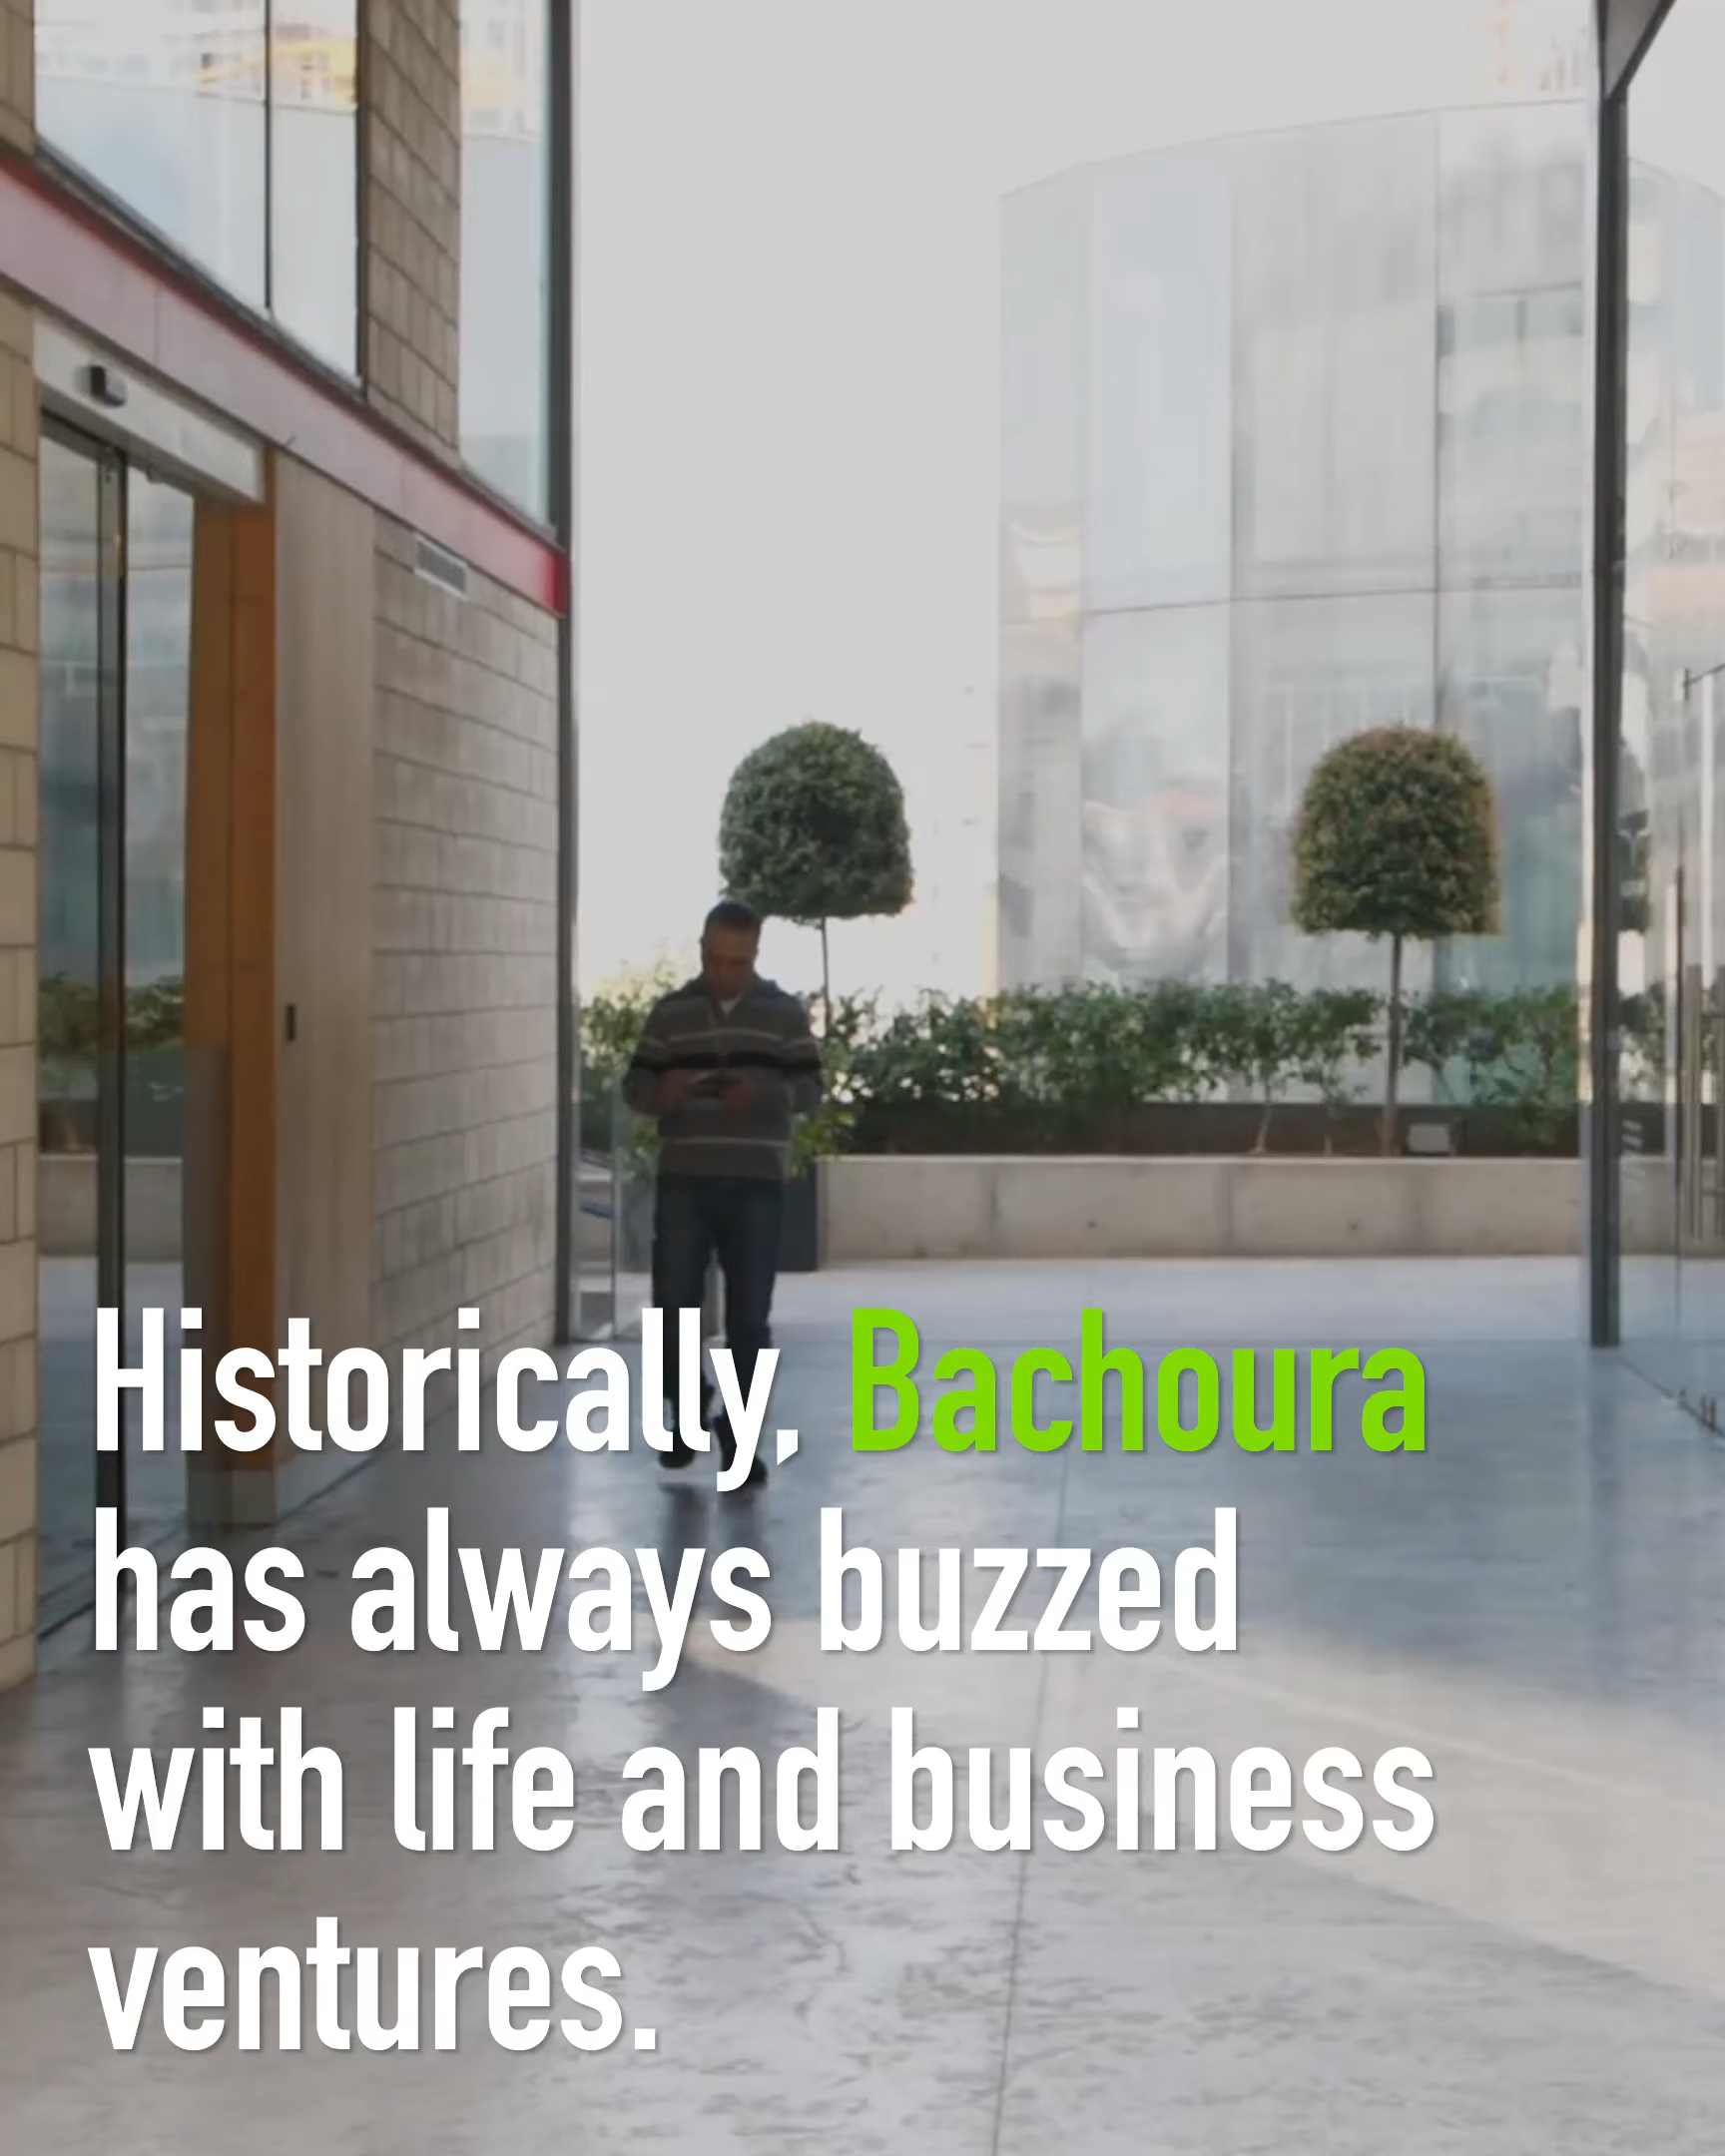 Historically, Bachoura
has always buzzed
with life and business
ventures.